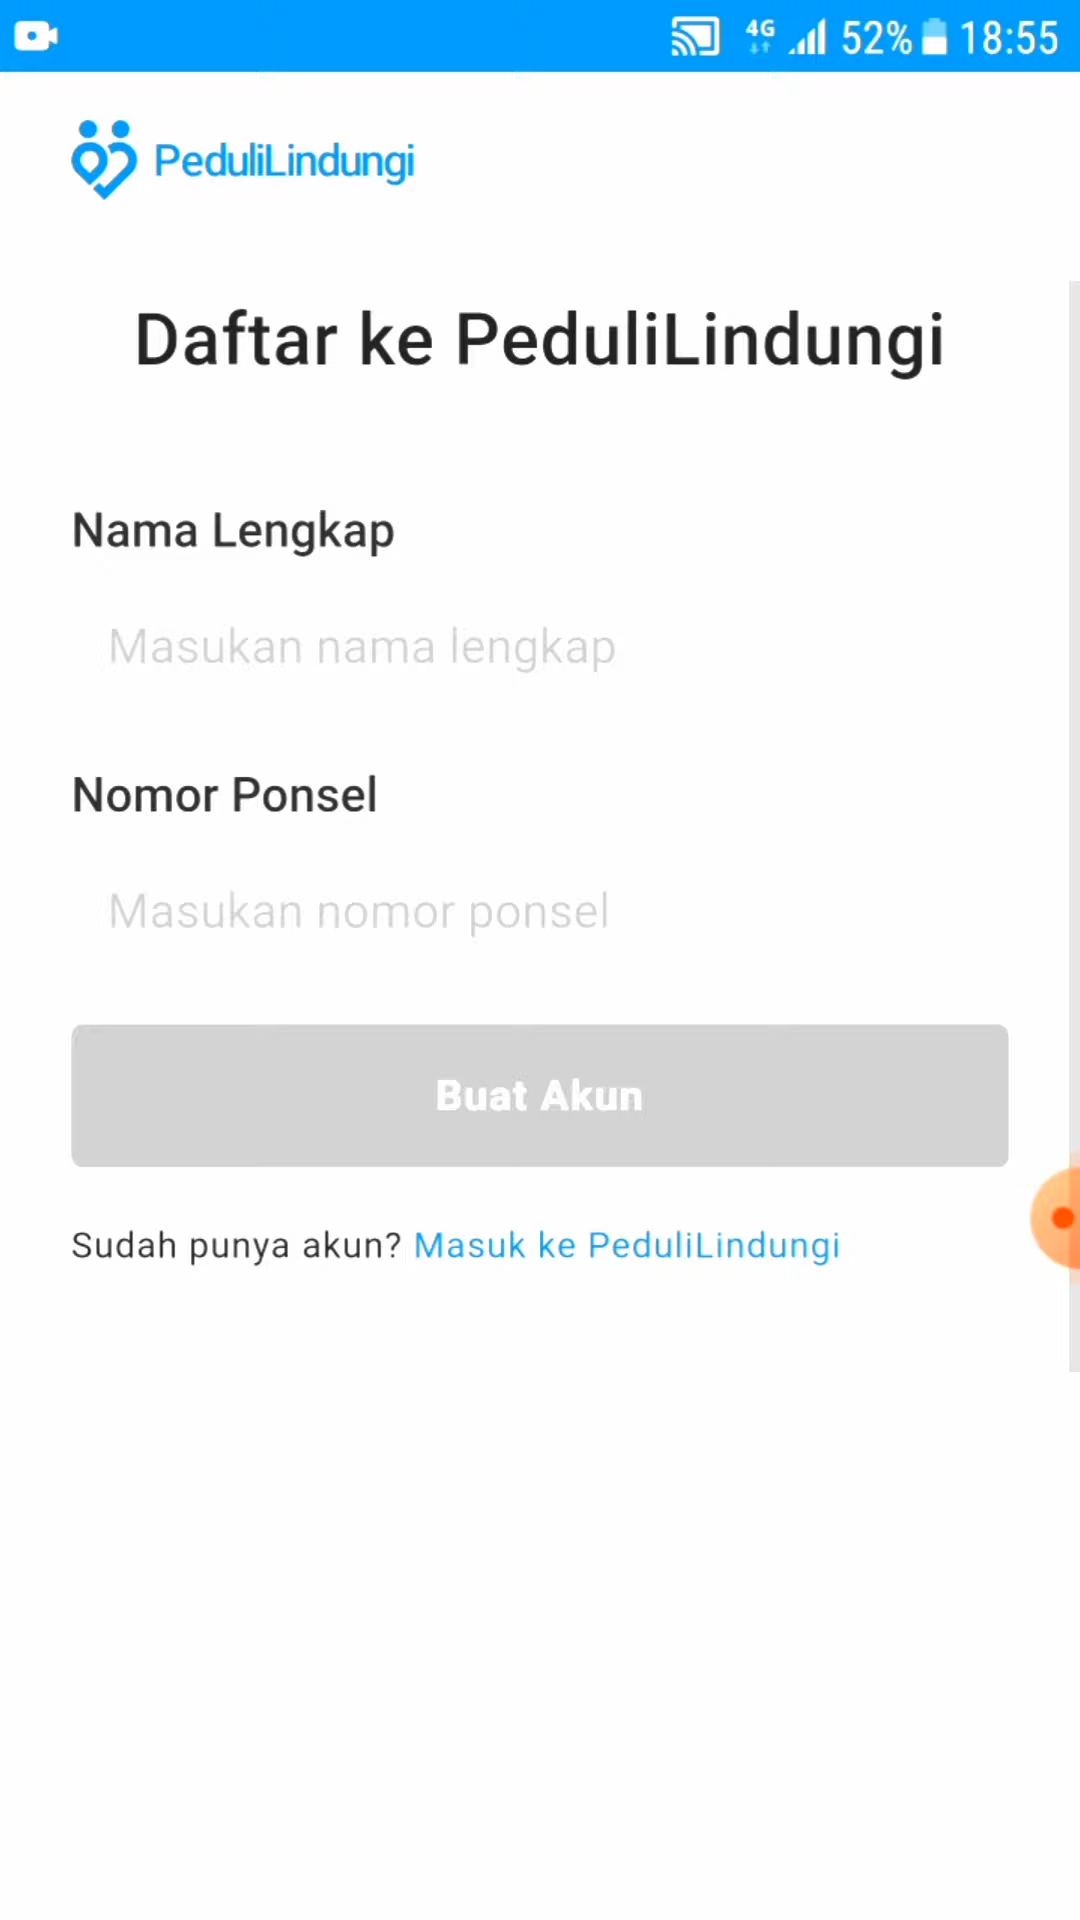 4G 52% 18:55
PeduliLindungi
Daftar ke PeduliLindungi
Nama Lengkap
Masukan nama lengkap
Nomor Ponsel
Masukan nomor ponsel
Buat Akun
Sudah punya akun? Masuk ke PeduliLindungi